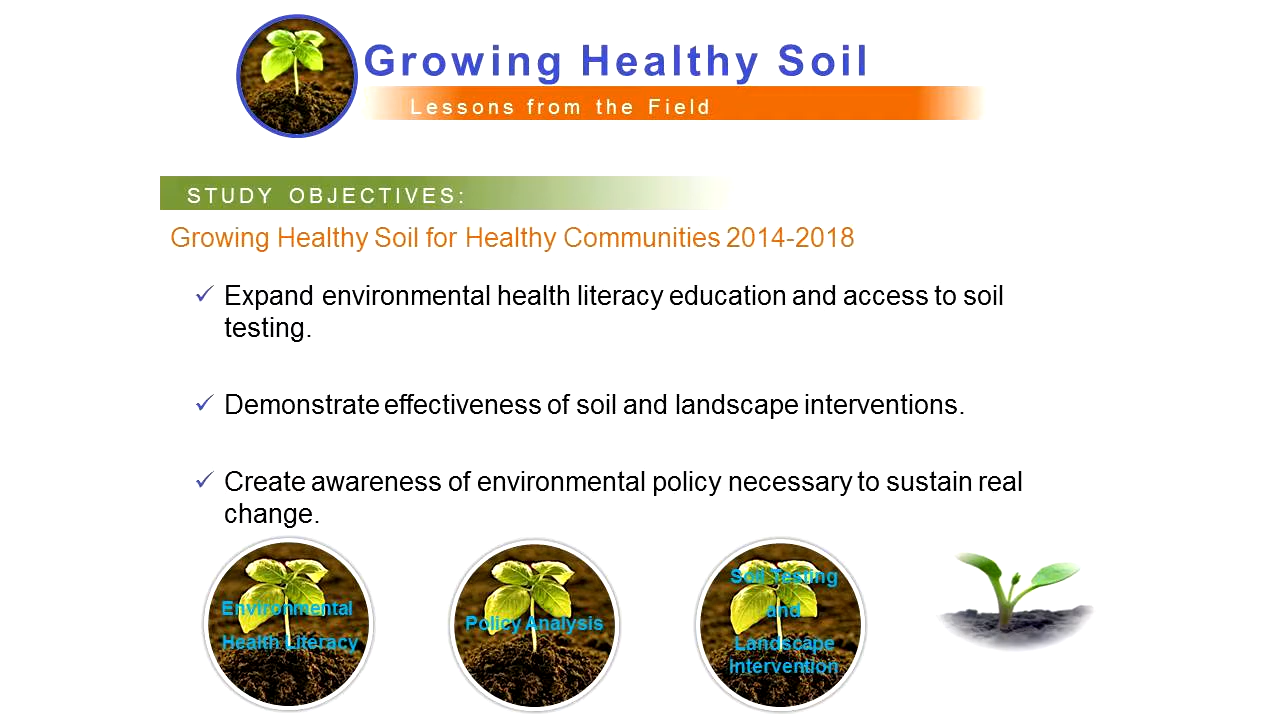 Growing Healthy Soil
Lessons from the Field
STUDY OBJECTIVES:
Growing Healthy Soil for Healthy Communities 2014-2018
✓ Expand environmental health literacy education and access to soil
testing.
✓ Demonstrate effectiveness of soil and landscape interventions.
✓ Create awareness of environmental policy necessary to sustain real
change.
Environmental
Health Literacy
Policy Analysis
Soil Testing
and
Landscape
Intervention